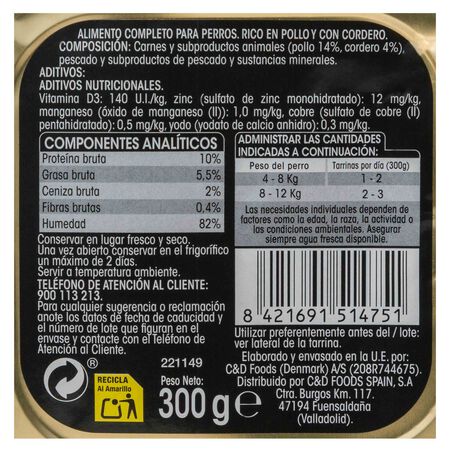 ALIMENTO COMPLETO PARA PERROS. RICO EN POLLO Y CON CORDERO.
COMPOSICIÓN: Carnes y subproductos animales (pollo 14%, cordero 4%),
pescado y subproductos de pescado y sustancias minerales.
ADITIVOS:
ADITIVOS NUTRICIONALES.
Vitamina D3: 140 U.I./kg, zinc (sulfato de zinc monohidratado): 12 mg/kg,
manganeso (óxido de manganeso (II)): 1,0 mg/kg, cobre (sulfato de cobre (II)
pentahidratado): 0,5 mg/kg, yodo (yodato de calcio anhidro): 0,3 mg/kg.
COMPONENTES ANALÍTICOS
Proteína bruta 10%
Grasa bruta 5,5%
Ceniza bruta 2%
Fibras brutas 0,4%
Humedad 82%
Conservar en lugar fresco y seco.
Una vez abierto conservar en el frigorífico
un máximo de 2 días.
Servir a temperatura ambiente.
TELÉFONO DE ATENCIÓN AL CLIENTE:
900 113 213.
Para cualquier sugerencia o reclamación
anote los datos de fecha de caducidad y
el número de lote que figuran en el
envase y contacte con el Teléfono de
Atención al Cliente.
ADMINISTRAR LAS CANTIDADES
INDICADAS A CONTINUACIÓN:
Peso del perro Tarrinas por día (300g)
4 - 8 Kg 1 - 2
8 - 12 Kg 2 - 3
Las necesidades individuales dependen de
factores como la edad, la raza, la actividad o
las condiciones ambientales. Asegurar
siempre agua fresca disponible.
8 421691 514751
Utilizar preferentemente antes del / lote:
ver lateral de la tarrina.
Elaborado y envasado en la U.E. por:
C&D Foods (Denmark) A/S (208R744675).
Distribuido por C&D FOODS SPAIN, S.A
Ctra. Burgos Km. 117.
47194 Fuensaldaña
(Valladolid).
221149
®
RECICLA
Al Amarillo
Peso Neto:
300 g e